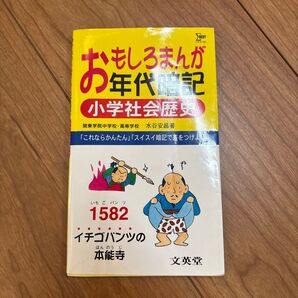 おもしろまんが
年代暗記
小学社会歴史
関東学院中学校・高等学校 水谷安昌著
「これならかんたん」「スイスイ暗記で差をつけよ
いち ご パン ツ
1582
イチゴパンツの
ほんのうじ
本能寺
文英堂